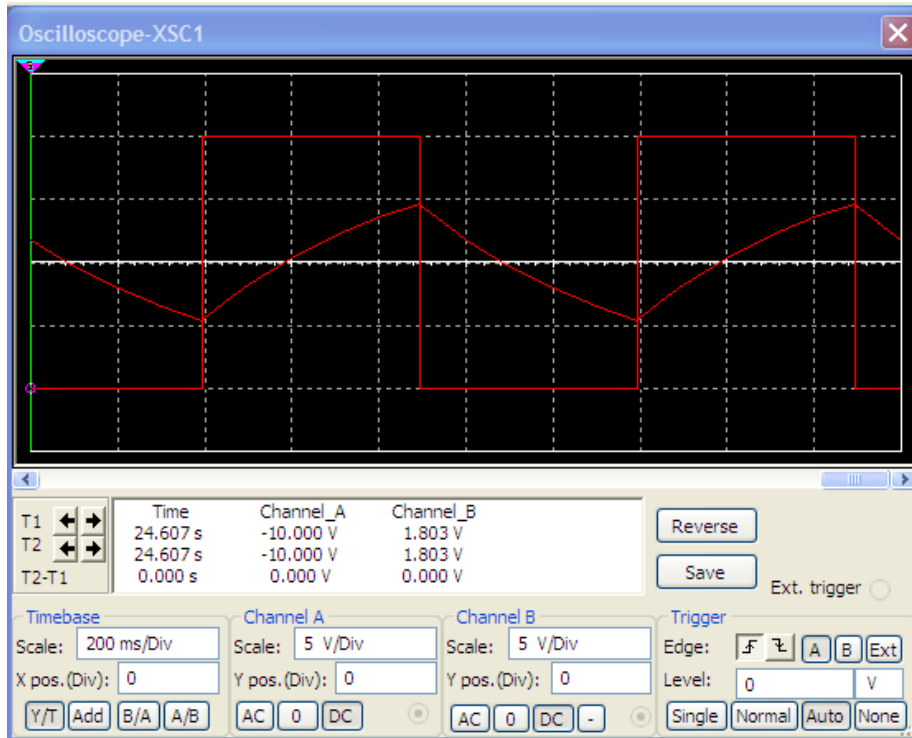 Oscilloscope-XSC1
Time Channel_A Channel_B
T1 24.607 s -10.000 V 1.803 V
T2 24.607 s -10.000 V 1.803 V
T2-T1 0.000 s 0.000 V 0.000 V
Reverse
Save
Ext. trigger
Timebase
Scale: 200 ms/Div
X pos.(Div): 0
Y/T Add B/A A/B
Channel A
Scale: 5 V/Div
Y pos.(Div): 0
AC 0 DC
Channel B
Scale: 5 V/Div
Y pos.(Div): 0
AC 0 DC -
Trigger
Edge: A B Ext
Level: 0 V
Single Normal Auto None